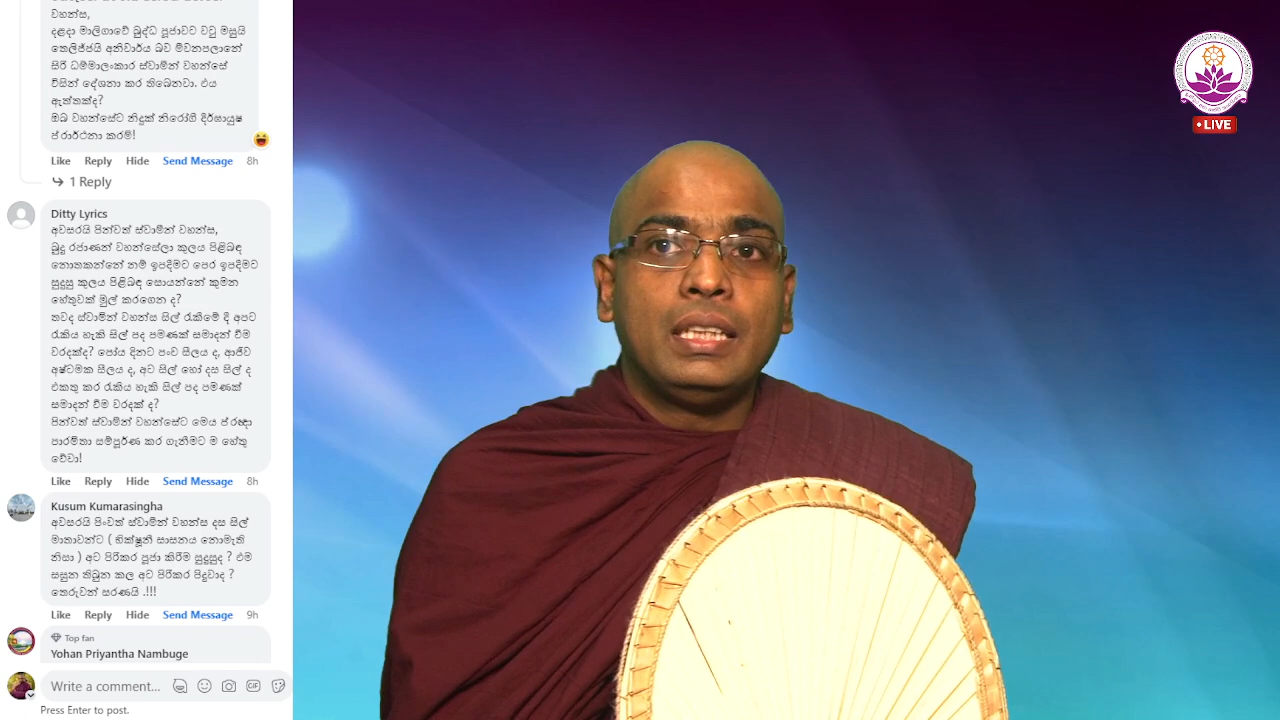 වහන්ස,
දළදා මාලිගාවේ බුද්ධ පූජාවට වවු මසුයි
තෙලිජ්ජයි අනිවාර්ය බව මීවනපලානේ
සිරි ධම්මාලංකාර ස්වාමින් වහන්සේ
විසින් දේශනා කර තිබෙනවා. එය
ඇත්තක්ද?
ඔබ වහන්සේට නිදුක් නිරෝගී දීර්ඝායුෂ
ප්‍රාර්ථනා කරමි!
Like Reply Hide Send Message 8h
1 Reply
Ditty Lyrics
අවසරයි පින්වත් ස්වාමීන් වහන්ස,
බුදු රජාණන් වහන්සේලා කුලය පිළිබඳ
නොතකන්නේ නම් ඉපදීමට පෙර ඉපදීමට
සුදුසු කුලය පිළිබඳ සොයන්නේ කුමන
හේතුවක් මුල් කරගෙන ද?
තවද ස්වාමීන් වහන්ස සිල් රැකීමේ දී අපට
රැකිය හැකි සිල් පද පමණක් සමාදන් වීම
වරදක්ද? පෝය දිනට පංච සීලය ද, ආජීව
අෂ්ටමක සීලය ද, අට සිල් හෝ දස සිල් ද
එකතු කර රැකිය හැකි සිල් පද පමණක්
සමාදන් වීම වරදක් ද?
පින්වත් ස්වාමීන් වහන්සේට මෙය ප්‍රඥා
පාරමිතා සම්පූර්ණ කර ගැනීමට ම හේතු
වේවා!
Like Reply Hide Send Message 8h
Kusum Kumarasingha
අවසරයි පිංවත් ස්වාමීන් වහන්ස දස සිල්
මාතාවන්ට ( භික්ෂුනී සාසනය නොමැති
නිසා ) අට පිරිකර පූජා කිරීම සුදුසුද ? එම
සසුන තිබුන කල අට පිරිකර පිදුවාද ?
තෙරුවන් සරණයි .!!!
Like Reply Hide Send Message 9h
Top fan
Yohan Priyantha Nambuge
Write a comment...
GIF
Press Enter to post.
LIVE